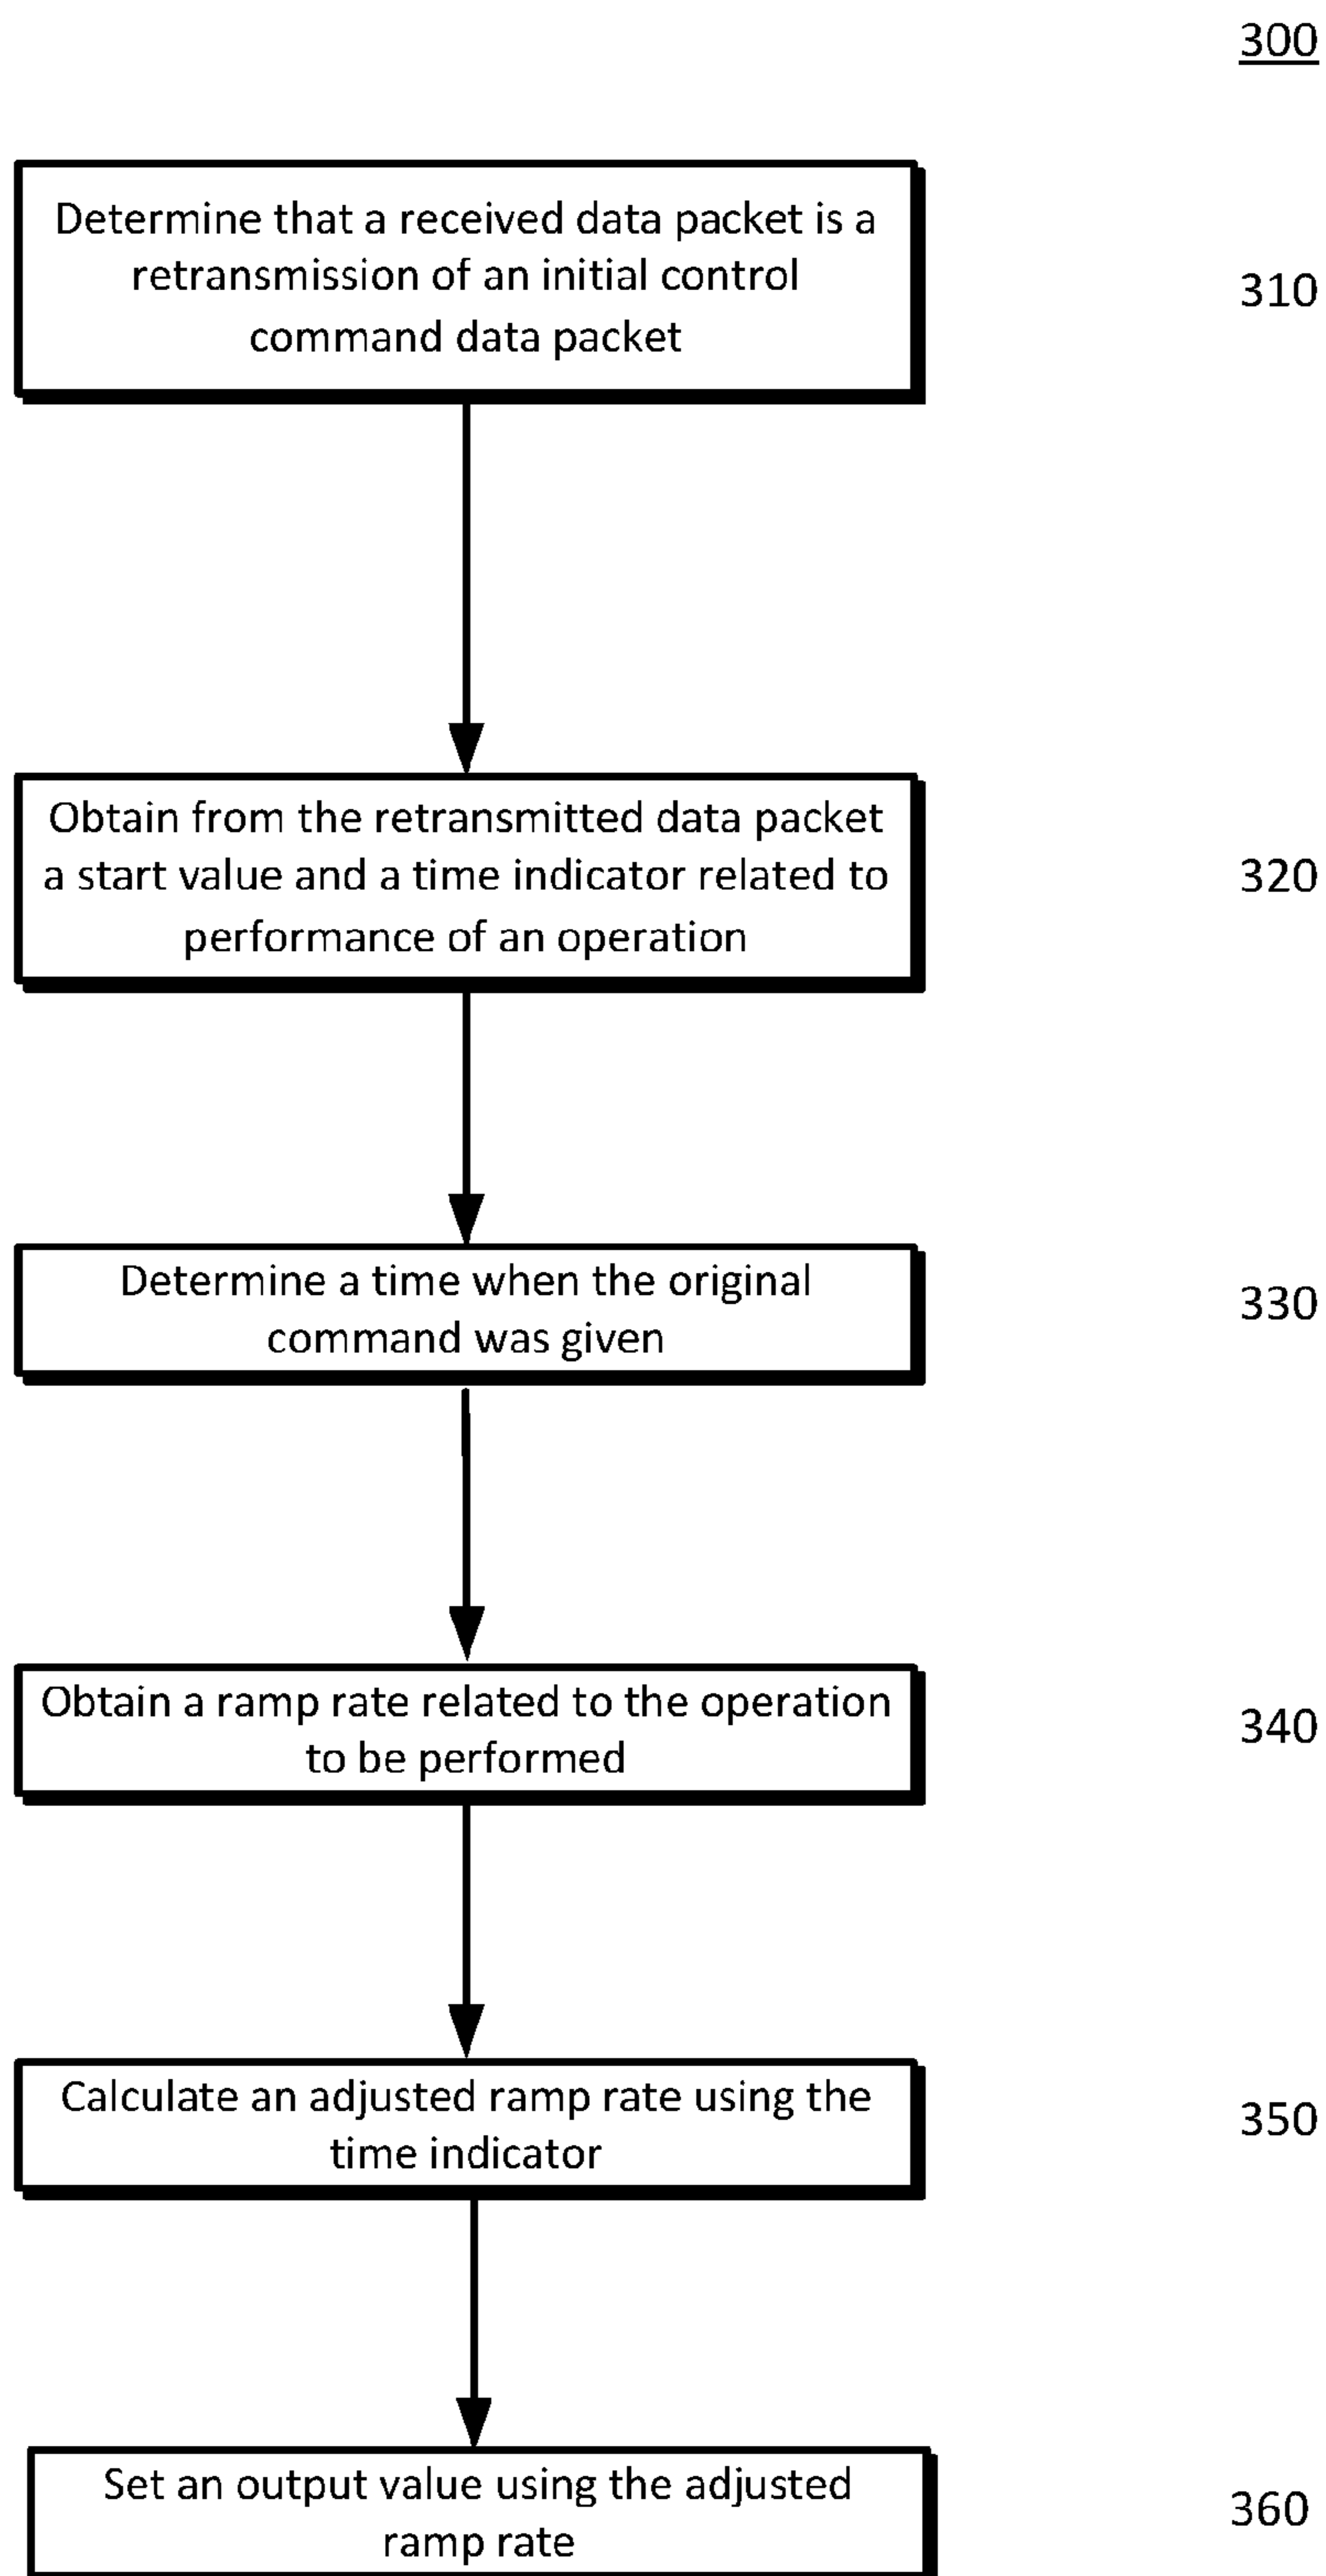 300
Determine that a received data packet is a
retransmission of an initial control
command data packet
310
Obtain from the retransmitted data packet
a start value and a time indicator related to
performance of an operation
320
Determine a time when the original
command was given
330
Obtain a ramp rate related to the operation
to be performed
340
Calculate an adjusted ramp rate using the
time indicator
350
Set an output value using the adjusted
ramp rate
360